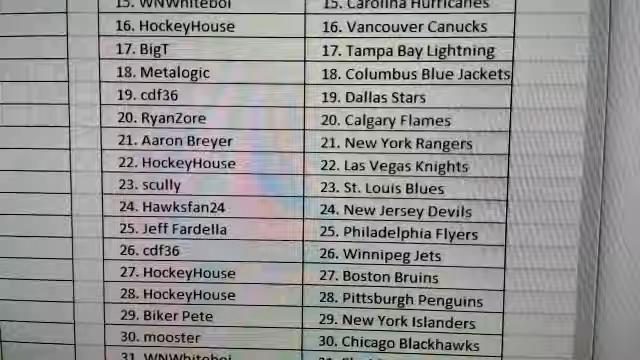 15. WNWhiteboi 15. Carolina Hurricanes
16. HockeyHouse 16. Vancouver Canucks
17. BigT 17. Tampa Bay Lightning
18. Metalogic 18. Columbus Blue Jackets
19. cdf36 19. Dallas Stars
20. RyanZore 20. Calgary Flames
21. Aaron Breyer 21. New York Rangers
22. HockeyHouse 22. Las Vegas Knights
23. scully 23. St. Louis Blues
24. Hawksfan24 24. New Jersey Devils
25. Jeff Fardella 25. Philadelphia Flyers
26. cdf36 26. Winnipeg Jets
27. HockeyHouse 27. Boston Bruins
28. HockeyHouse 28. Pittsburgh Penguins
29. Biker Pete 29. New York Islanders
30. mooster 30. Chicago Blackhawks
31. WNWhiteboi